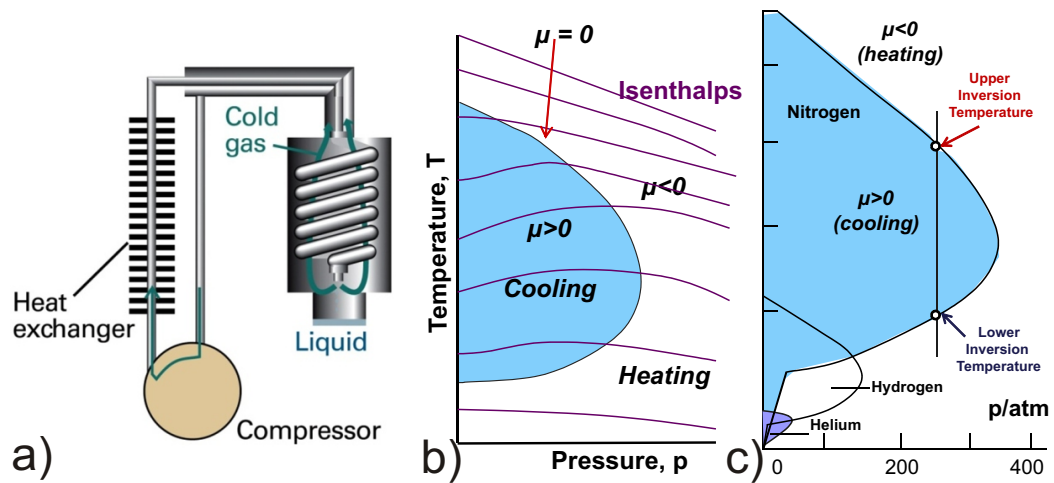 Cold
gas
Heat
exchanger
Liquid
Compressor
a)
μ = 0
Isenthalps
μ<0
μ>0
Cooling
Heating
Temperature, T
Pressure, p
b)
μ<0
(heating)
Upper
Inversion
Temperature
Nitrogen
μ>0
(cooling)
Lower
Inversion
Temperature
Hydrogen
Helium
p/atm
0 200 400
c)